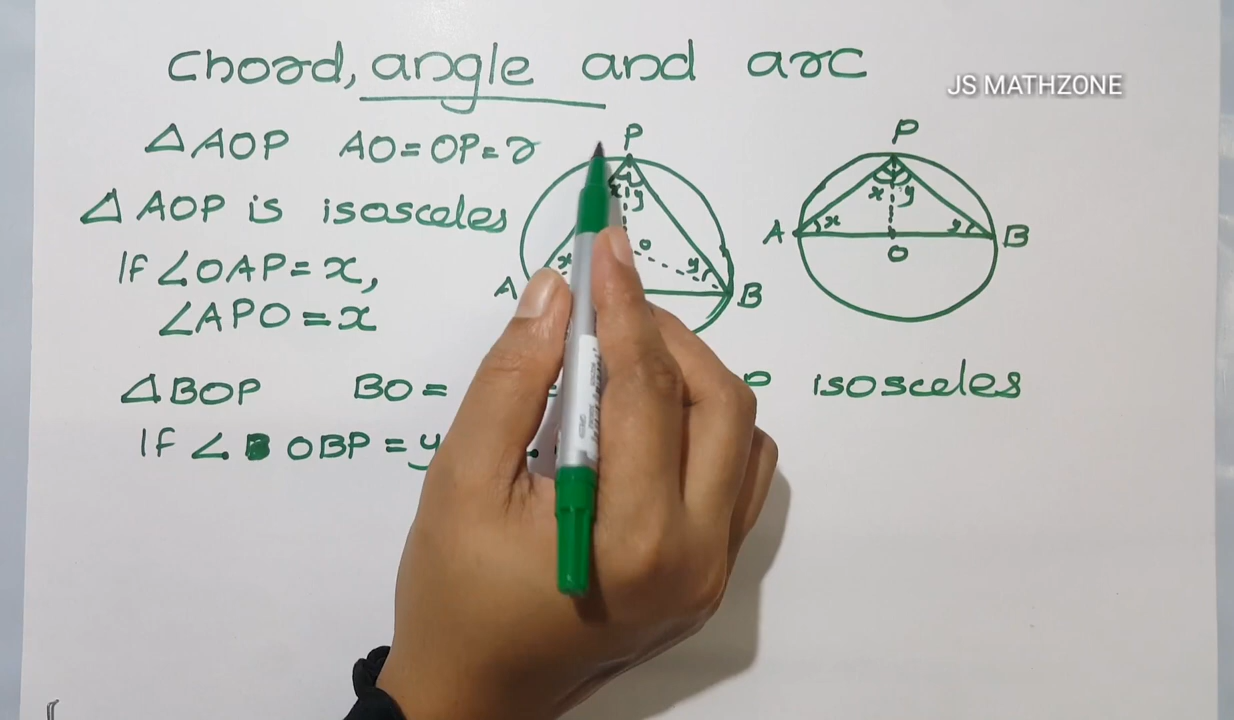 Chord, angle and arc
JS MATHZONE
△AOP AO = OP = r
△AOP is isosceles
If ∠OAP = x,
∠APO = x
△BOP BO = = isosceles
If ∠ OBP = y
P
x y
O
x y
A B
P
x y
A x y B
O